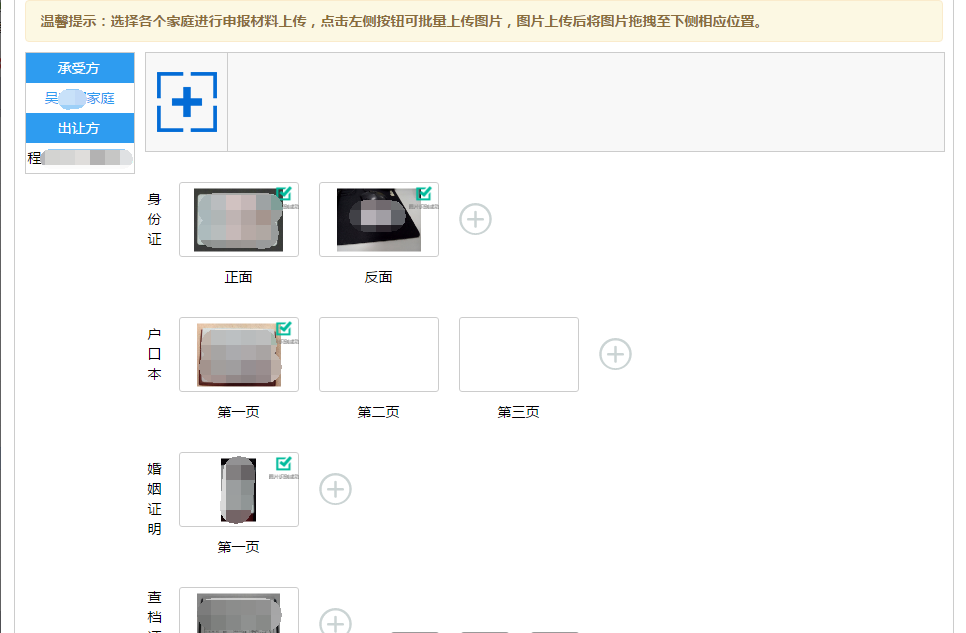 温馨提示：选择各个家庭进行申报材料上传，点击左侧按钮可批量上传图片，图片上传后将图片拖拽至下侧相应位置。
承受方
吴 家庭
出让方
程
身份证
正面
反面
户口本
第一页
第二页
第三页
婚姻证明
第一页
查档